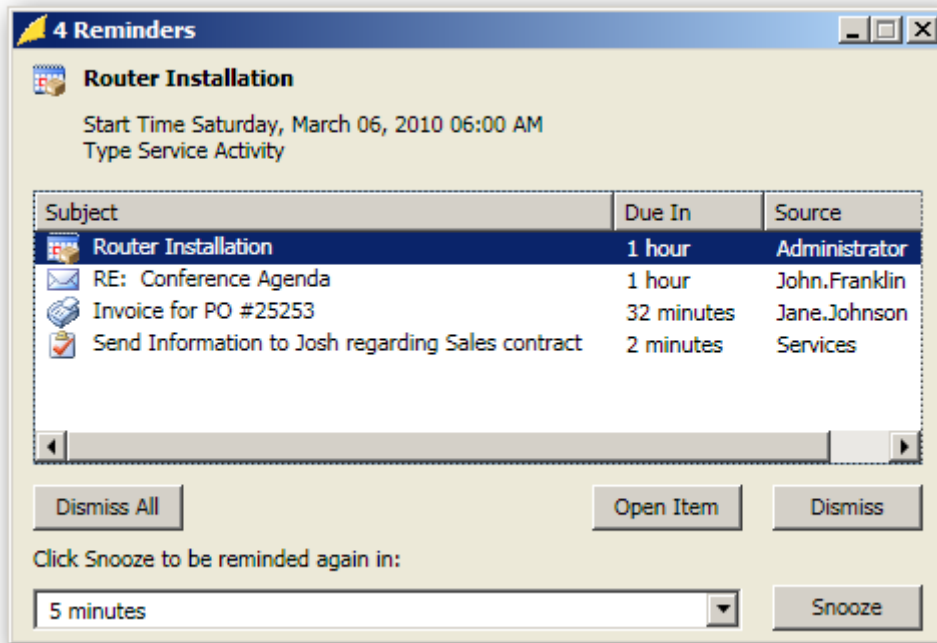 4 Reminders
Router Installation
Start Time Saturday, March 06, 2010 06:00 AM
Type Service Activity
Subject Due In Source
Router Installation 1 hour Administrator
RE:  Conference Agenda 1 hour John.Franklin
Invoice for PO #25253 32 minutes Jane.Johnson
Send Information to Josh regarding Sales contract 2 minutes Services
Dismiss All Open Item Dismiss
Click Snooze to be reminded again in:
5 minutes Snooze